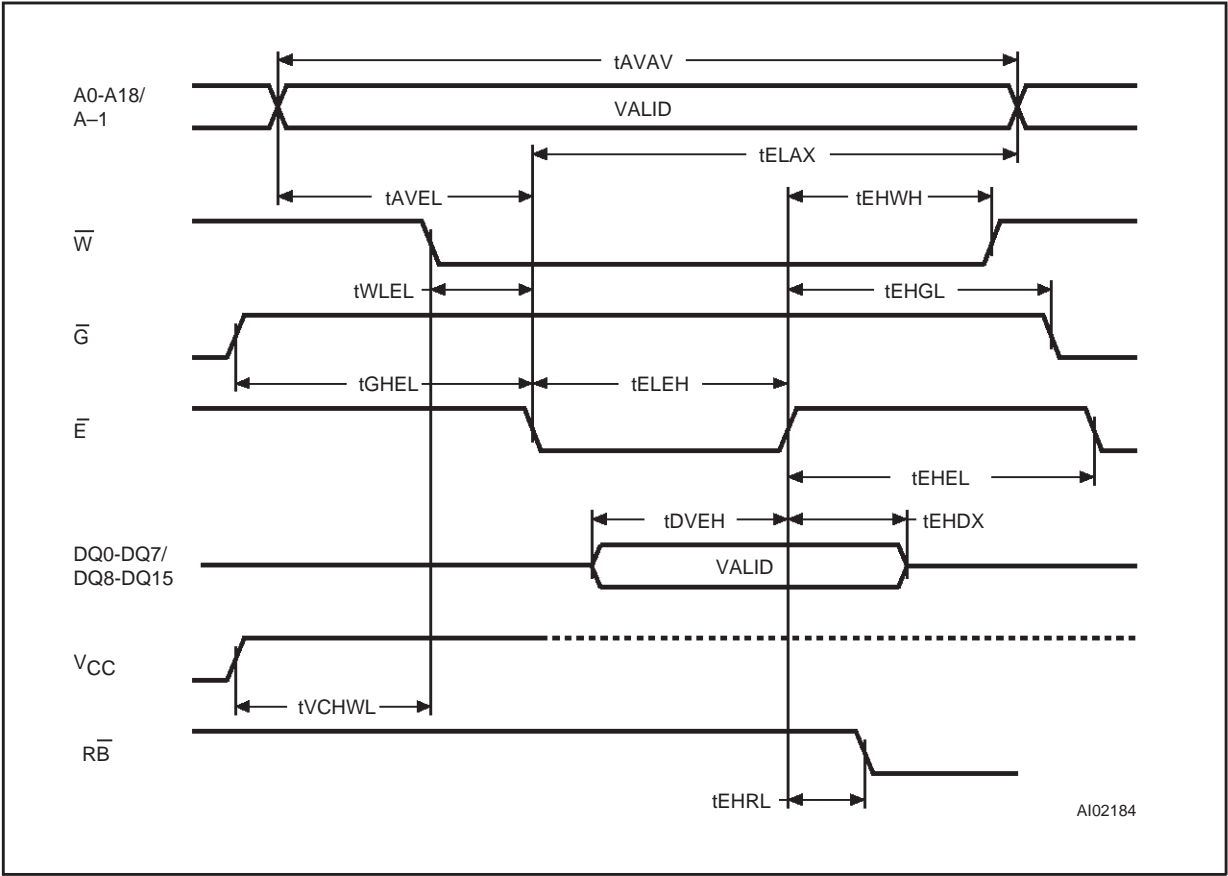 tAVAV
A0-A18/
A–1
VALID
tELAX
tAVEL
tEHWH
W̅
tWLEL
tEHGL
G̅
tGHEL
tELEH
E̅
tEHEL
tDVEH
tEHDX
DQ0-DQ7/
DQ8-DQ15
VALID
VCC
tVCHWL
RB̅
tEHRL
AI02184